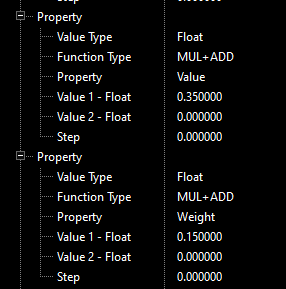 Property
Value Type Float
Function Type MUL+ADD
Property Value
Value 1 - Float 0.350000
Value 2 - Float 0.000000
Step 0.000000
Property
Value Type Float
Function Type MUL+ADD
Property Weight
Value 1 - Float 0.150000
Value 2 - Float 0.000000
Step 0.000000